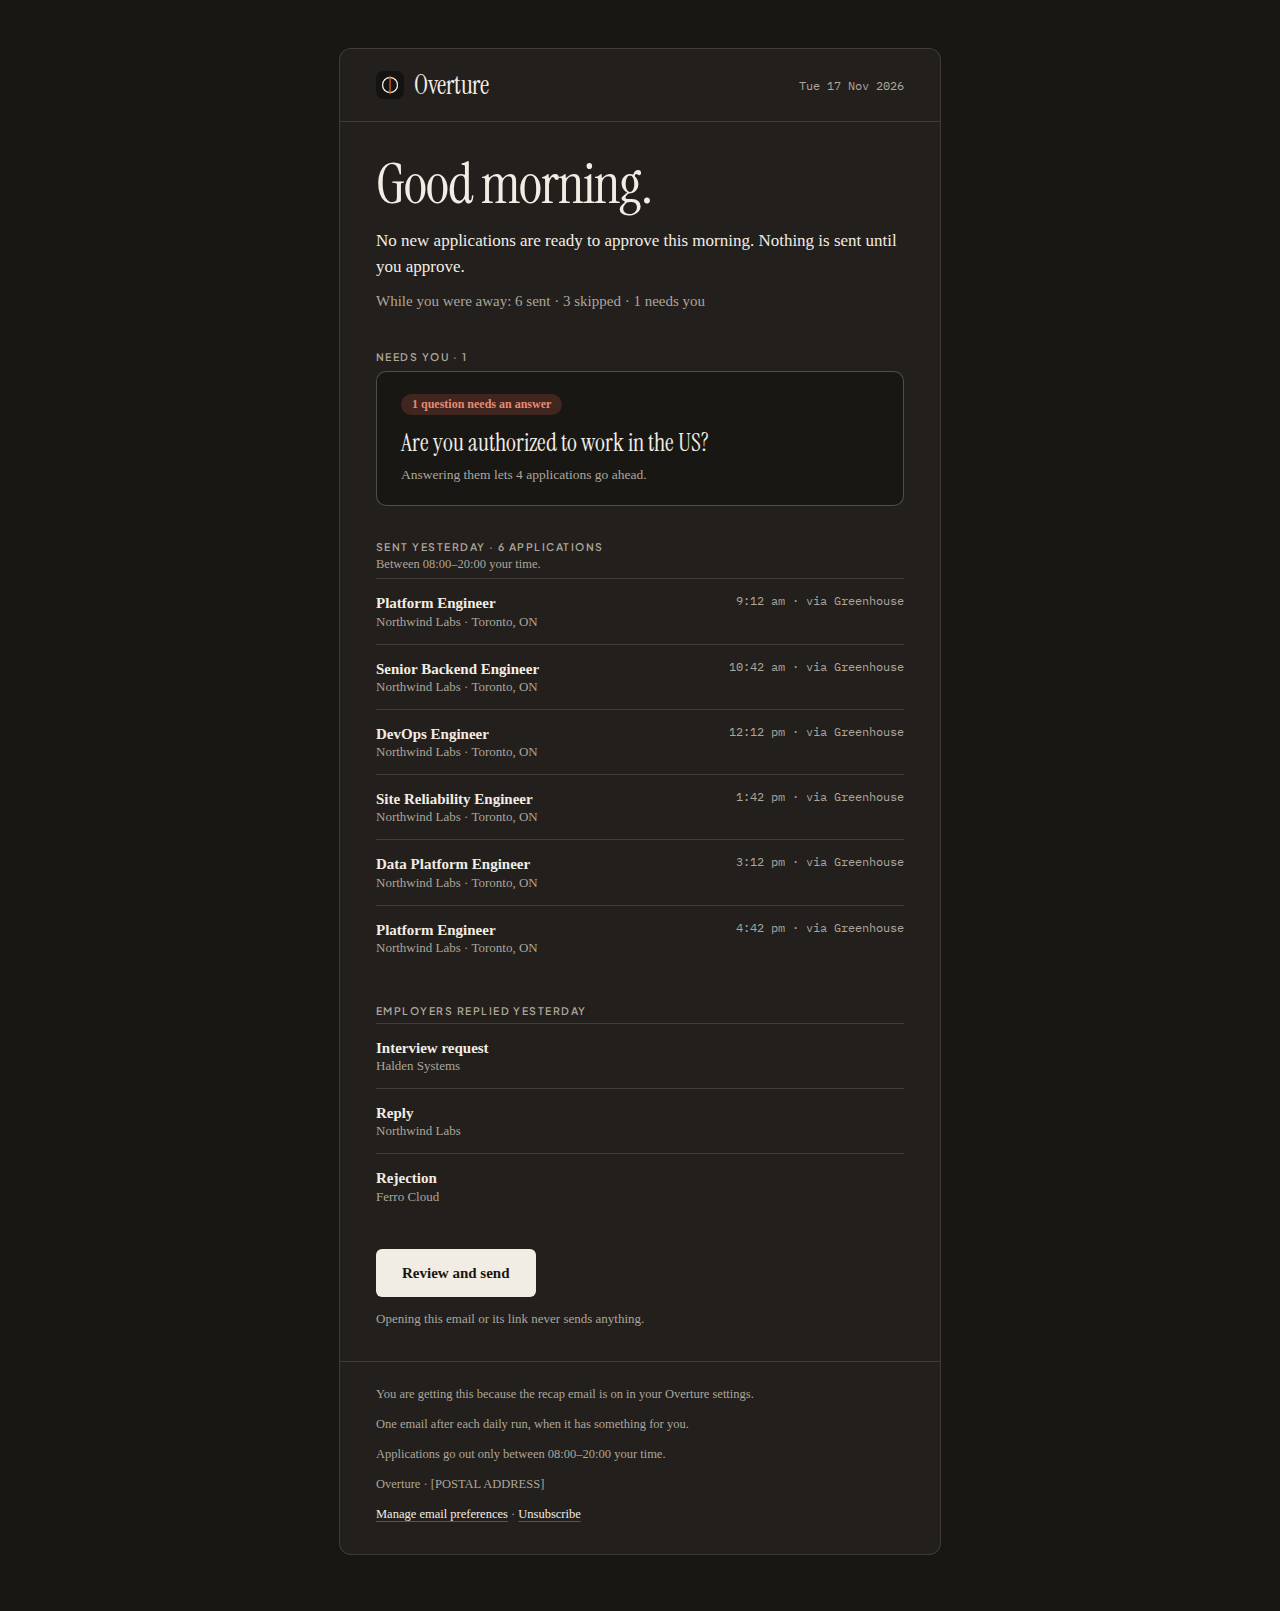 Overture
Tue 17 Nov 2026
Good morning.
No new applications are ready to approve this morning. Nothing is sent until
you approve.
While you were away: 6 sent · 3 skipped · 1 needs you
NEEDS YOU · 1
1 question needs an answer
Are you authorized to work in the US?
Answering them lets 4 applications go ahead.
SENT YESTERDAY · 6 APPLICATIONS
Between 08:00–20:00 your time.
Platform Engineer
9:12 am · via Greenhouse
Northwind Labs · Toronto, ON
Senior Backend Engineer
10:42 am · via Greenhouse
Northwind Labs · Toronto, ON
DevOps Engineer
12:12 pm · via Greenhouse
Northwind Labs · Toronto, ON
Site Reliability Engineer
1:42 pm · via Greenhouse
Northwind Labs · Toronto, ON
Data Platform Engineer
3:12 pm · via Greenhouse
Northwind Labs · Toronto, ON
Platform Engineer
4:42 pm · via Greenhouse
Northwind Labs · Toronto, ON
EMPLOYERS REPLIED YESTERDAY
Interview request
Halden Systems
Reply
Northwind Labs
Rejection
Ferro Cloud
Review and send
Opening this email or its link never sends anything.
You are getting this because the recap email is on in your Overture settings.
One email after each daily run, when it has something for you.
Applications go out only between 08:00–20:00 your time.
Overture · [POSTAL ADDRESS]
Manage email preferences · Unsubscribe